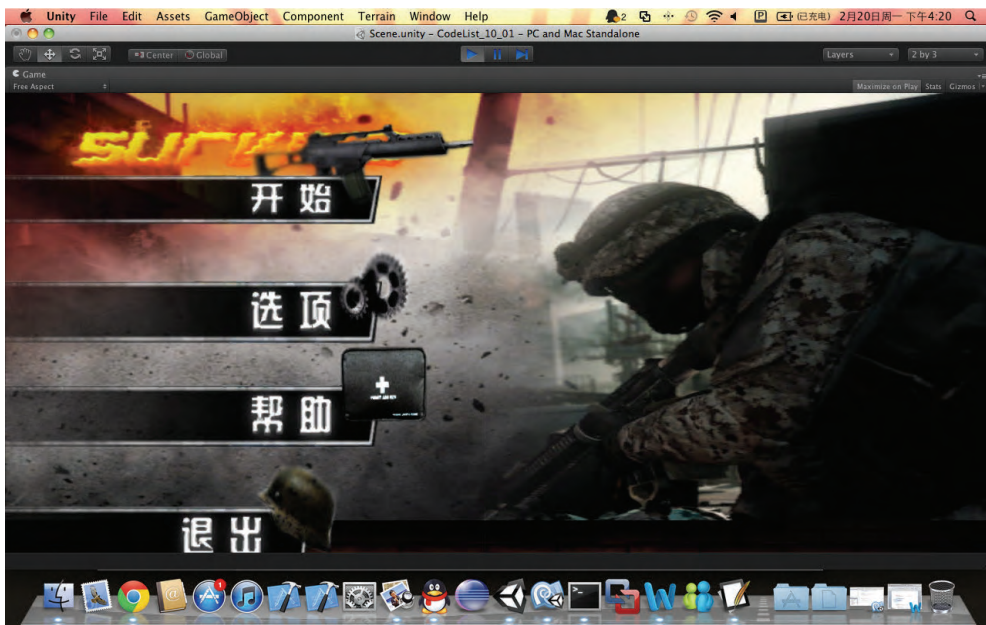 Unity File Edit Assets GameObject Component Terrain Window Help 2 P (已充电) 2月20日周一 下午4:20
Scene.unity – CodeList_10_01 – PC and Mac Standalone
Center Global Layers 2 by 3
Game
Free Aspect Maximize on Play Stats Gizmos
开始
选项
帮助
退出
1